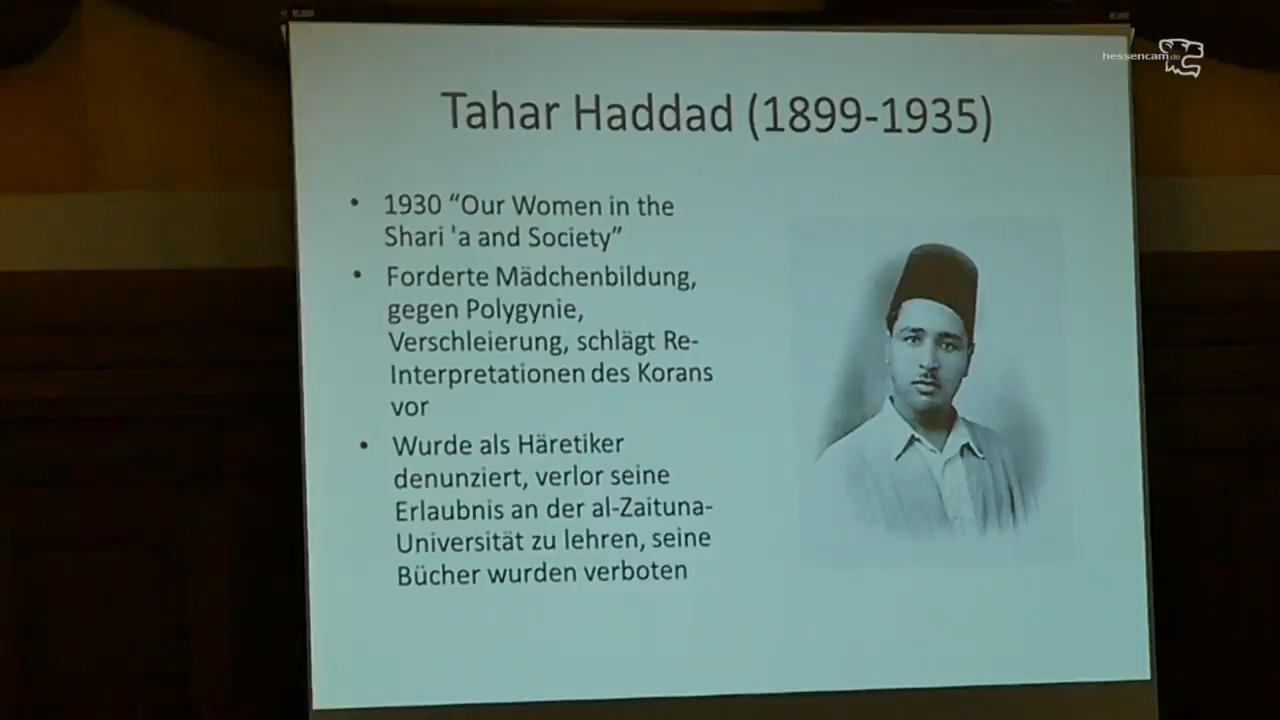 hessencam.de
Tahar Haddad (1899-1935)
• 1930 “Our Women in the
Shari 'a and Society”
• Forderte Mädchenbildung,
gegen Polygynie,
Verschleierung, schlägt Re-
Interpretationen des Korans
vor
• Wurde als Häretiker
denunziert, verlor seine
Erlaubnis an der al-Zaituna-
Universität zu lehren, seine
Bücher wurden verboten